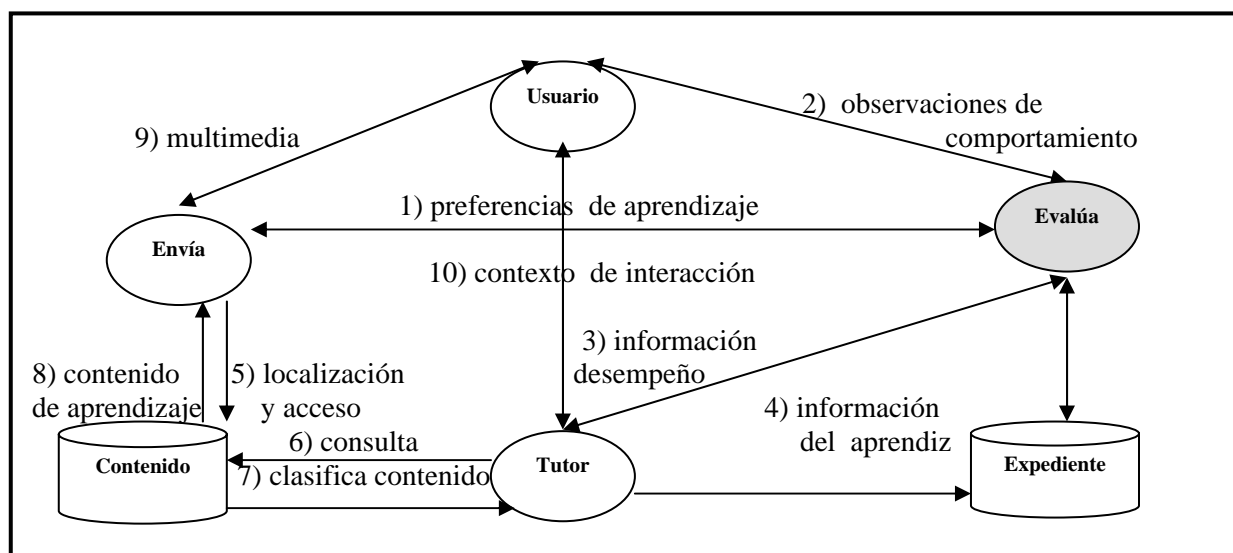 Usuario
2) observaciones de
comportamiento
9) multimedia
1) preferencias de aprendizaje
Evalúa
Envía
10) contexto de interacción
3) información
desempeño
8) contenido
de aprendizaje
5) localización
y acceso
4) información
del aprendiz
6) consulta
Contenido
7) clasifica contenido
Tutor
Expediente